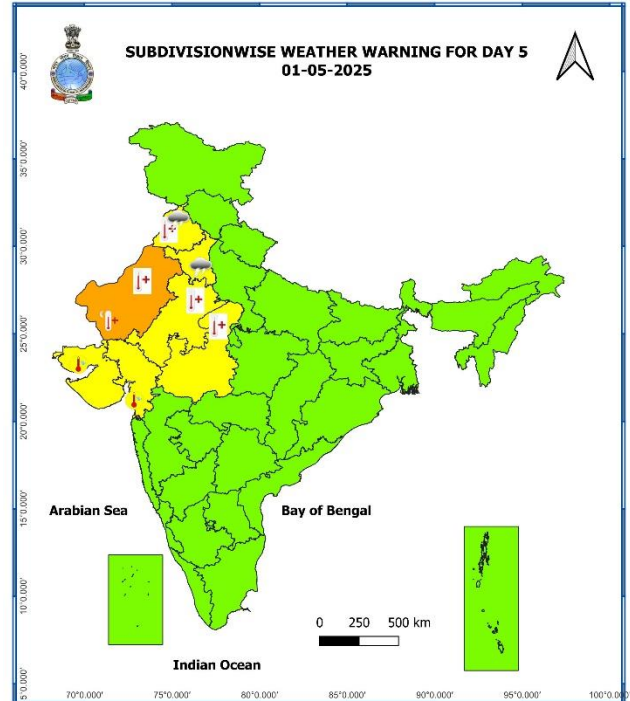 SUBDIVISIONWISE WEATHER WARNING FOR DAY 5
01-05-2025
40°0.000'
35°0.000'
30°0.000'
25°0.000'
20°0.000'
15°0.000'
10°0.000'
5°0.000'
Arabian Sea
Bay of Bengal
0 250 500 km
Indian Ocean
70°0.000' 75°0.000' 80°0.000' 85°0.000' 90°0.000' 95°0.000' 100°0.000'